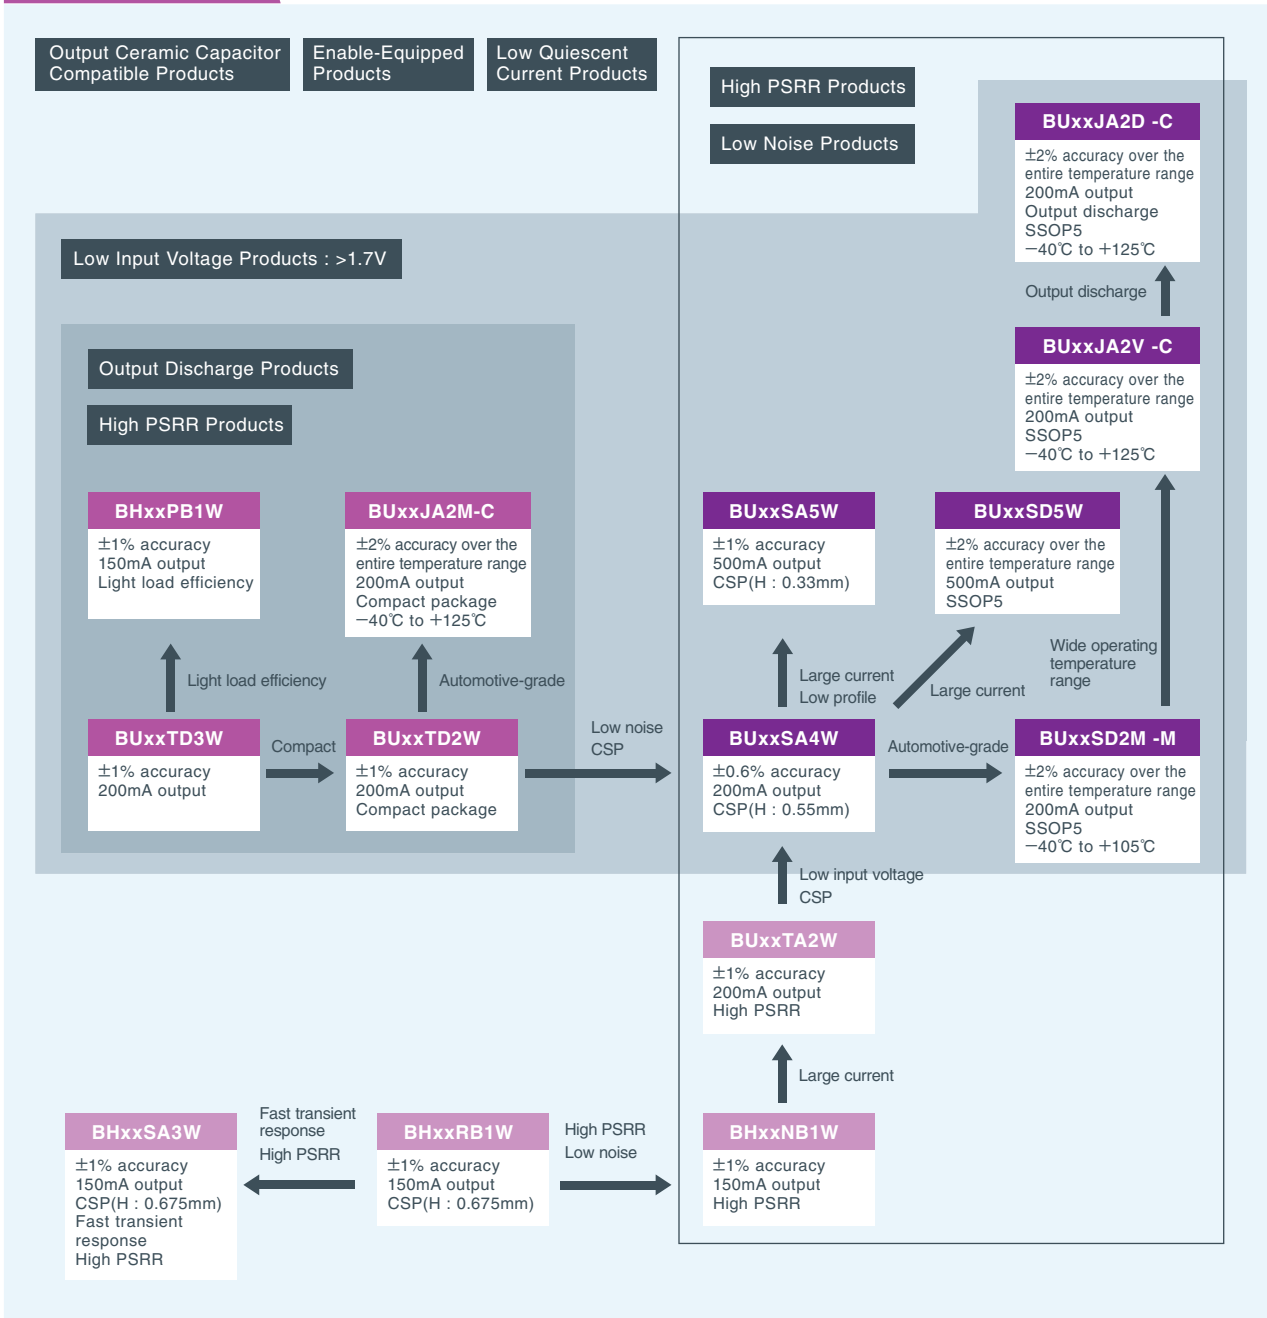 Output Ceramic Capacitor
Compatible Products
Enable-Equipped
Products
Low Quiescent
Current Products
High PSRR Products
Low Noise Products
BUxxJA2D -C
±2% accuracy over the
entire temperature range
200mA output
Output discharge
SSOP5
−40℃ to +125℃
Output discharge
Low Input Voltage Products : >1.7V
BUxxJA2V -C
±2% accuracy over the
entire temperature range
200mA output
SSOP5
−40℃ to +125℃
Output Discharge Products
High PSRR Products
BHxxPB1W
±1% accuracy
150mA output
Light load efficiency
BUxxJA2M-C
±2% accuracy over the
entire temperature range
200mA output
Compact package
−40℃ to +125℃
BUxxSA5W
±1% accuracy
500mA output
CSP(H : 0.33mm)
BUxxSD5W
±2% accuracy over the
entire temperature range
500mA output
SSOP5
Light load efficiency
Automotive-grade
Large current
Low profile
Large current
Wide operating
temperature
range
BUxxTD3W
±1% accuracy
200mA output
Compact
BUxxTD2W
±1% accuracy
200mA output
Compact package
Low noise
CSP
BUxxSA4W
±0.6% accuracy
200mA output
CSP(H : 0.55mm)
Automotive-grade
BUxxSD2M -M
±2% accuracy over the
entire temperature range
200mA output
SSOP5
−40℃ to +105℃
Low input voltage
CSP
BUxxTA2W
±1% accuracy
200mA output
High PSRR
Large current
BHxxSA3W
±1% accuracy
150mA output
CSP(H : 0.675mm)
Fast transient
response
High PSRR
Fast transient
response
High PSRR
BHxxRB1W
±1% accuracy
150mA output
CSP(H : 0.675mm)
High PSRR
Low noise
BHxxNB1W
±1% accuracy
150mA output
High PSRR